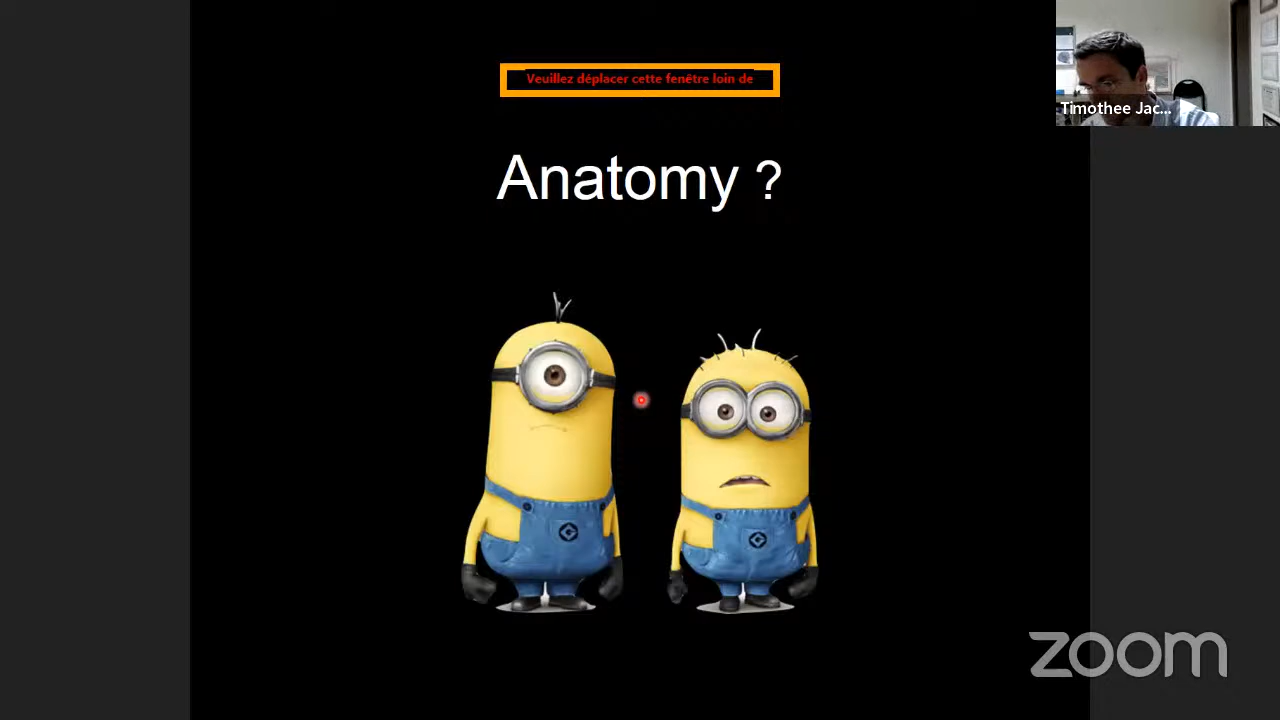 Veuillez déplacer cette fenêtre loin de
Timothee Jac...
Anatomy ?
zoom